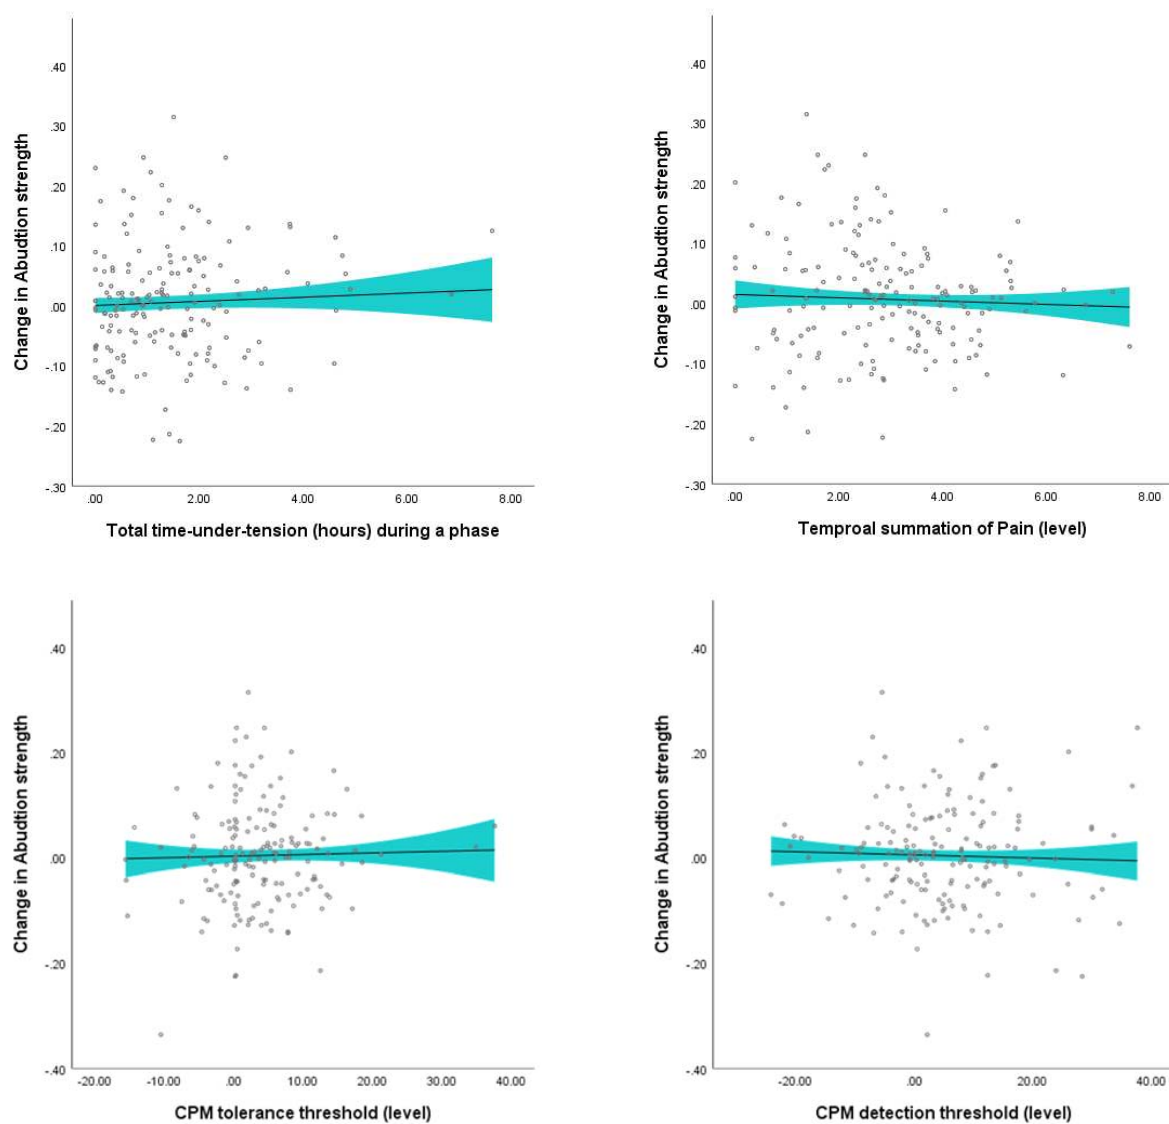 .40
.30
.20
.10
.00
-.10
-.20
-.30
Change in Abudtion strength
.00 2.00 4.00 6.00 8.00
Total time-under-tension (hours) during a phase
.40
.30
.20
.10
.00
-.10
-.20
-.30
Change in Abudtion strength
.00 2.00 4.00 6.00 8.00
Temproal summation of Pain (level)
.40
.20
.00
-.20
-.40
Change in Abudtion strength
-20.00 -10.00 .00 10.00 20.00 30.00 40.00
CPM tolerance threshold (level)
.40
.20
.00
-.20
-.40
Change in Abudtion strength
-20.00 .00 20.00 40.00
CPM detection threshold (level)